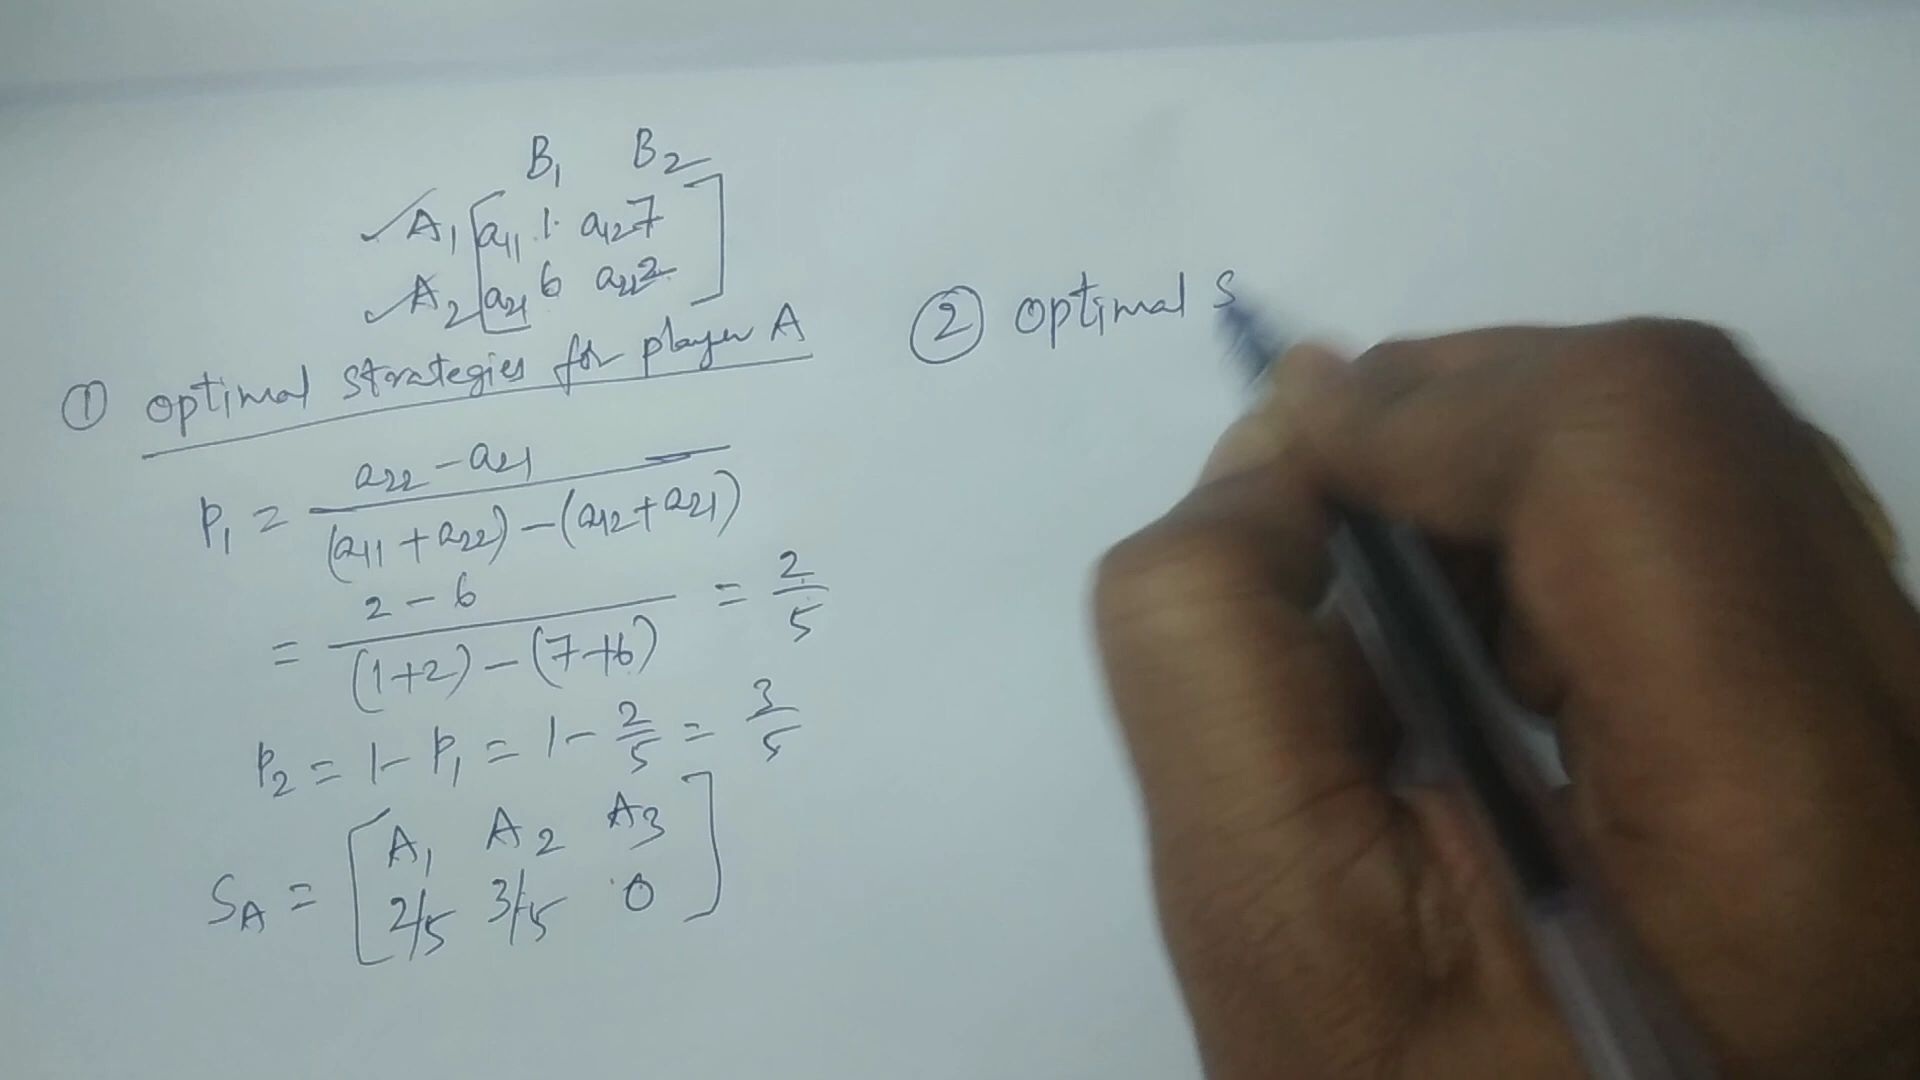 B₁ B₂
✓A₁ [a₁₁ 1 a₁₂ 7]
✓A₂ [a₂₁ 6 a₂₂ 2]
① optimal strategies for player A
P₁ = (a₂₂ - a₂₁) / ((a₁₁ + a₂₂) - (a₁₂ + a₂₁))
= (2 - 6) / ((1+2) - (7+6)) = 2/5
P₂ = 1 - P₁ = 1 - 2/5 = 3/5
S_A = [A₁ A₂ A₃
2/5 3/5 0]
② optimal s